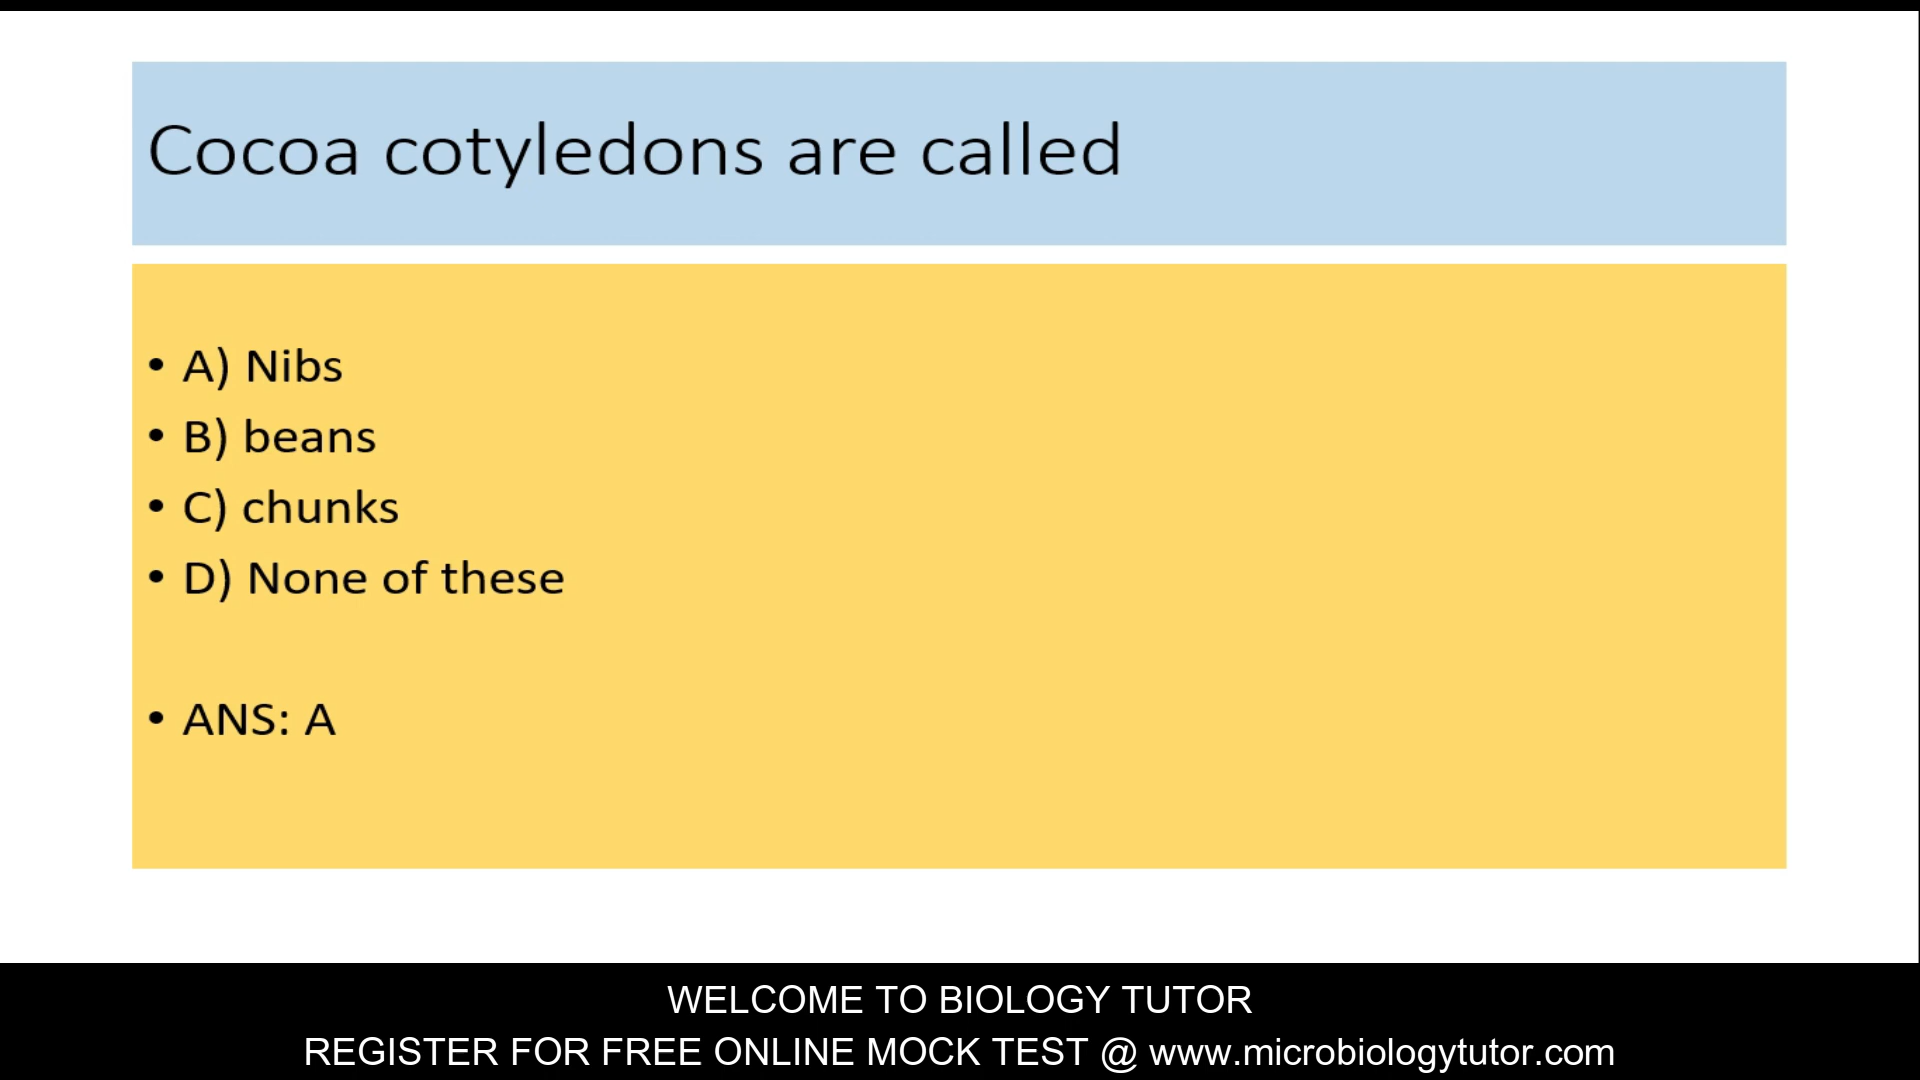 Cocoa cotyledons are called
• A) Nibs
• B) beans
• C) chunks
• D) None of these
• ANS: A
WELCOME TO BIOLOGY TUTOR
REGISTER FOR FREE ONLINE MOCK TEST @ www.microbiologytutor.com